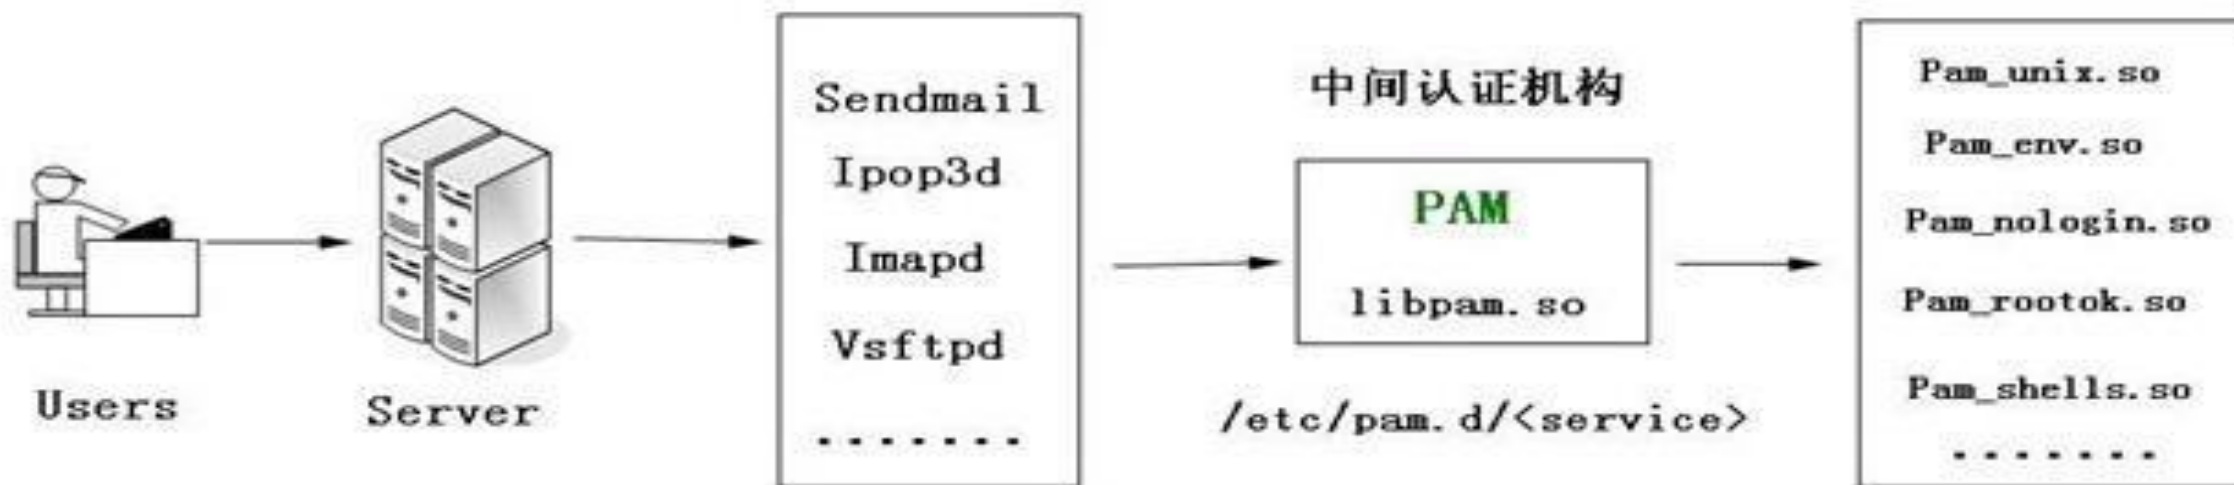 Users
Server
Sendmail
Ipop3d
Imapd
Vsftpd
.......
中间认证机构
PAM
libpam.so
/etc/pam.d/<service>
Pam_unix.so
Pam_env.so
Pam_nologin.so
Pam_rootok.so
Pam_shells.so
.......